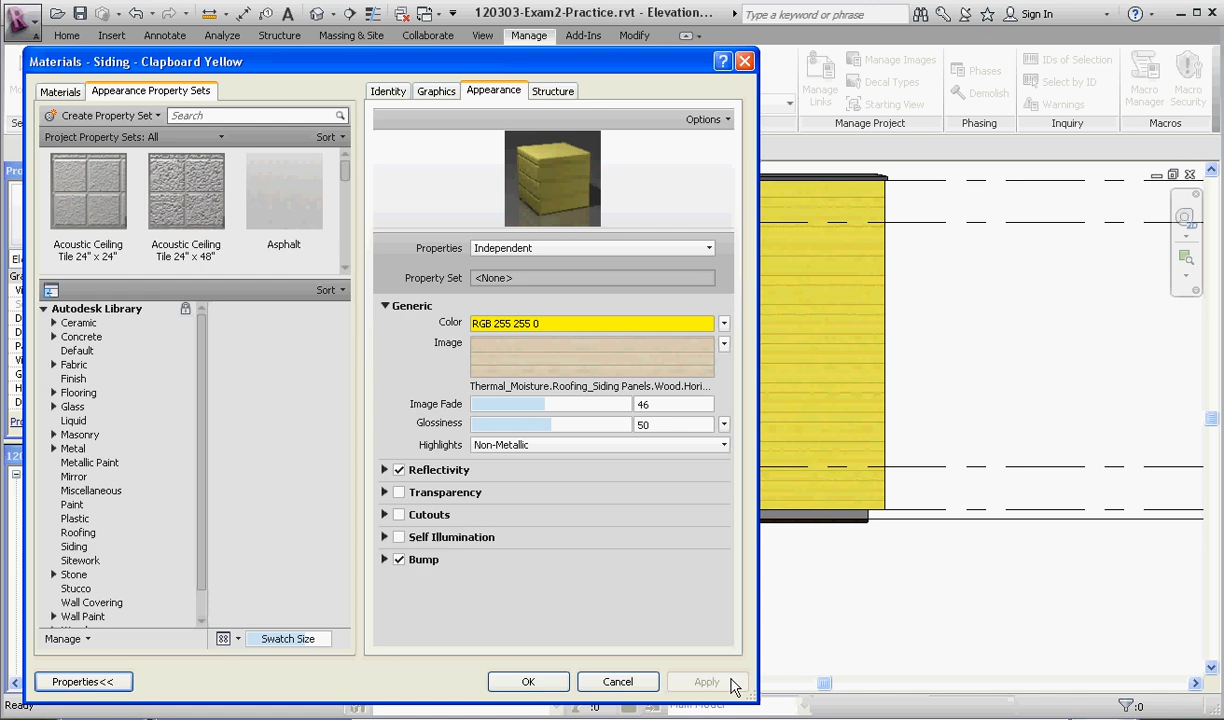 120303-Exam2-Practice.rvt - Elevation...
Type a keyword or phrase
Sign In
Home Insert Annotate Analyze Structure Massing & Site Collaborate View Manage Add-Ins Modify
Manage Links
Manage Images
Decal Types
Starting View
Manage Project
Phases
Demolish
Phasing
IDs of Selection
Select by ID
Warnings
Inquiry
Macro Manager
Macro Security
Macros
Materials - Siding - Clapboard Yellow
Materials Appearance Property Sets
Create Property Set
Search
Project Property Sets: All
Sort
Acoustic Ceiling Tile 24" x 24"
Acoustic Ceiling Tile 24" x 48"
Asphalt
Sort
Autodesk Library
Ceramic
Concrete
Default
Fabric
Finish
Flooring
Glass
Liquid
Masonry
Metal
Metallic Paint
Mirror
Miscellaneous
Paint
Plastic
Roofing
Siding
Sitework
Stone
Stucco
Wall Covering
Wall Paint
Manage
Swatch Size
Identity Graphics Appearance Structure
Options
Properties Independent
Property Set <None>
Generic
Color RGB 255 255 0
Image
Thermal_Moisture.Roofing_Siding Panels.Wood.Hori...
Image Fade 46
Glossiness 50
Highlights Non-Metallic
Reflectivity
Transparency
Cutouts
Self Illumination
Bump
Properties<<
OK
Cancel
Apply
Ready
:0
Main Model
:0